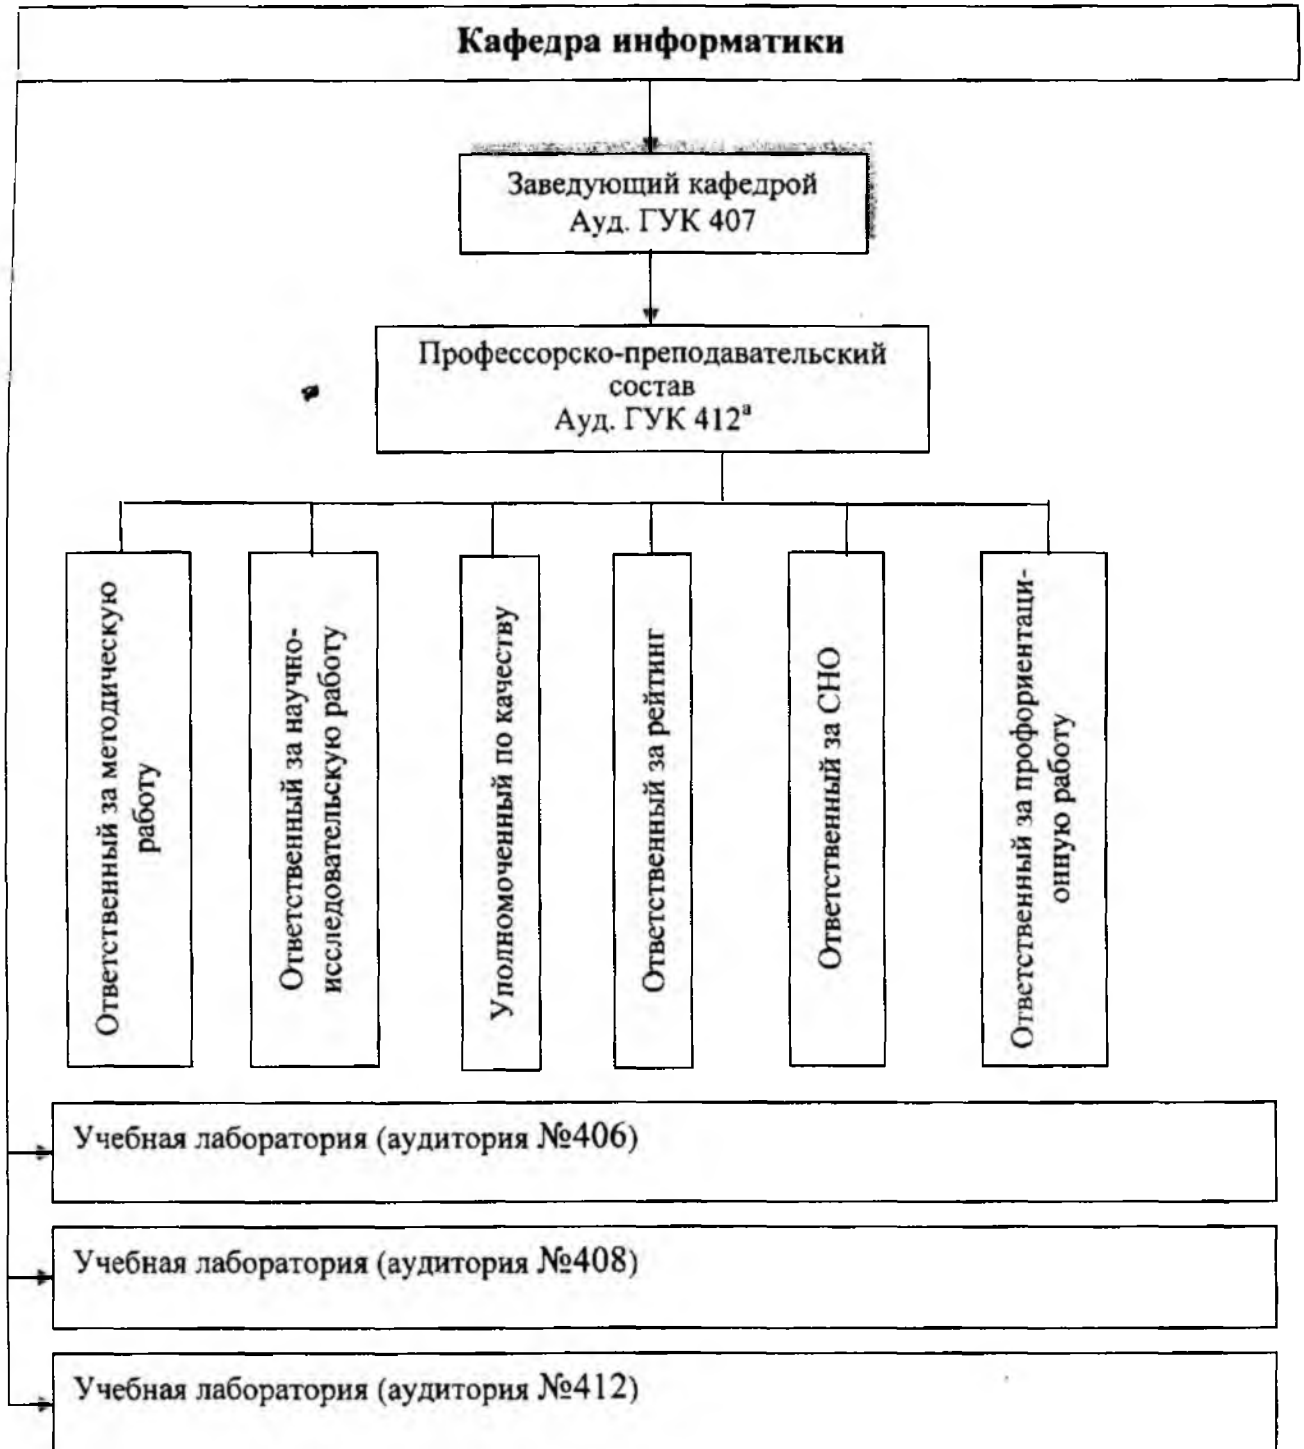 Кафедра информатики
Заведующий кафедрой
Ауд. ГУК 407
Профессорско-преподавательский
состав
Ауд. ГУК 412ª
Ответственный за методическую
работу
Ответственный за научно-
исследовательскую работу
Уполномоченный по качеству
Ответственный за рейтинг
Ответственный за СНО
Ответственный за профориентаци-
онную работу
Учебная лаборатория (аудитория №406)
Учебная лаборатория (аудитория №408)
Учебная лаборатория (аудитория №412)